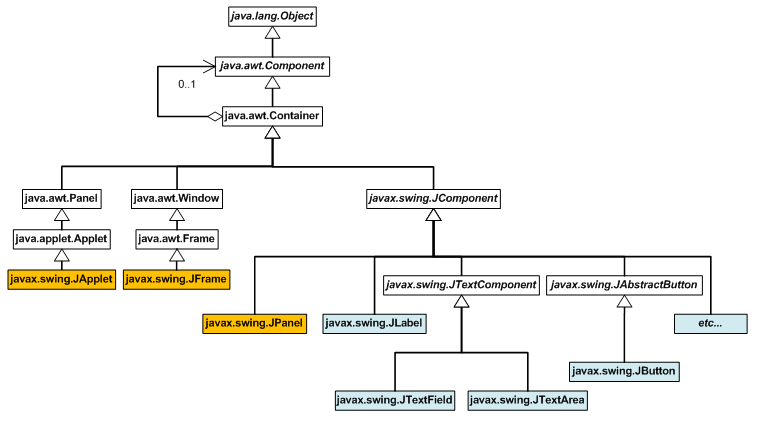 java.lang.Object
java.awt.Component
0..1
java.awt.Container
java.awt.Panel
java.awt.Window
javax.swing.JComponent
java.applet.Applet
java.awt.Frame
javax.swing.JApplet
javax.swing.JFrame
javax.swing.JTextComponent
javax.swing.JAbstractButton
javax.swing.JPanel
javax.swing.JLabel
etc...
javax.swing.JButton
javax.swing.JTextField
javax.swing.JTextArea